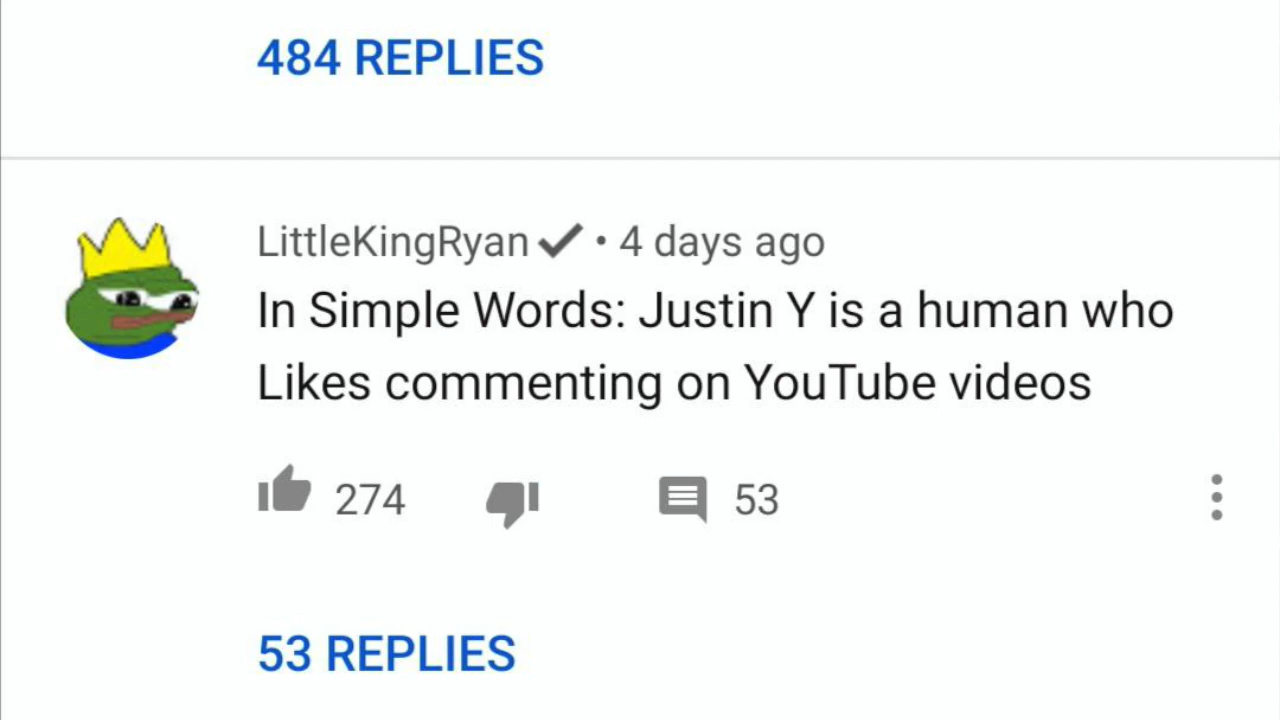 484 REPLIES
LittleKingRyan✔ • 4 days ago
In Simple Words: Justin Y is a human who
Likes commenting on YouTube videos
274 53
53 REPLIES